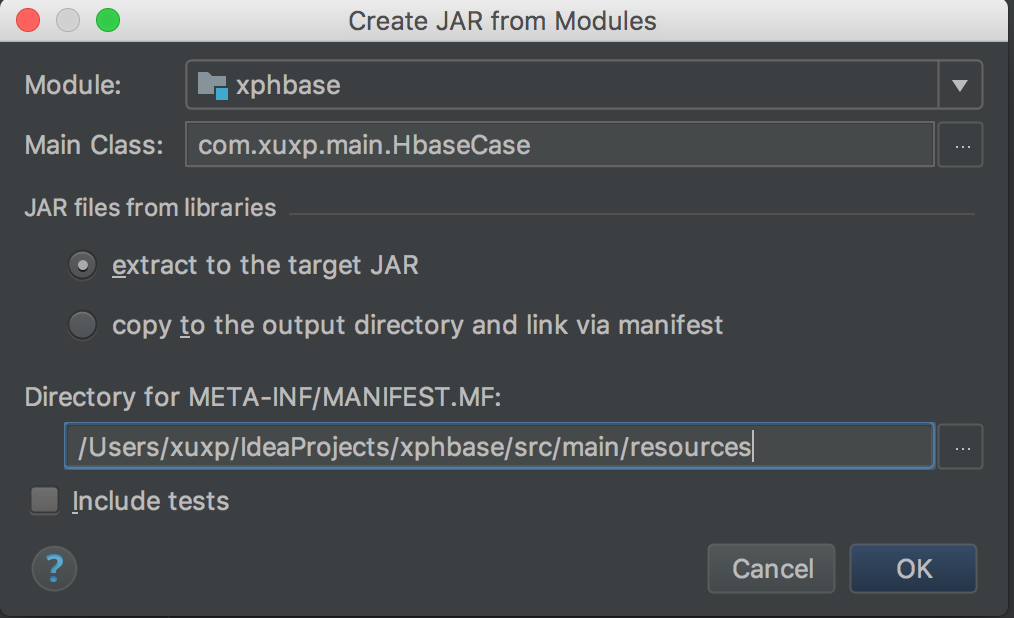 Create JAR from Modules
Module: xphbase
Main Class: com.xuxp.main.HbaseCase ...
JAR files from libraries
extract to the target JAR
copy to the output directory and link via manifest
Directory for META-INF/MANIFEST.MF:
/Users/xuxp/IdeaProjects/xphbase/src/main/resources ...
Include tests
? Cancel OK